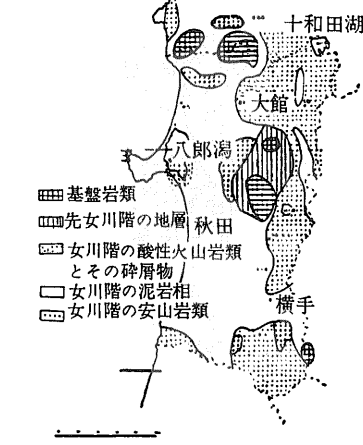 十和田湖
大館
八郎潟
基盤岩類
先女川階の地層
秋田
女川階の酸性火山岩類
とその砕屑物
女川階の泥岩相
横手
女川階の安山岩類